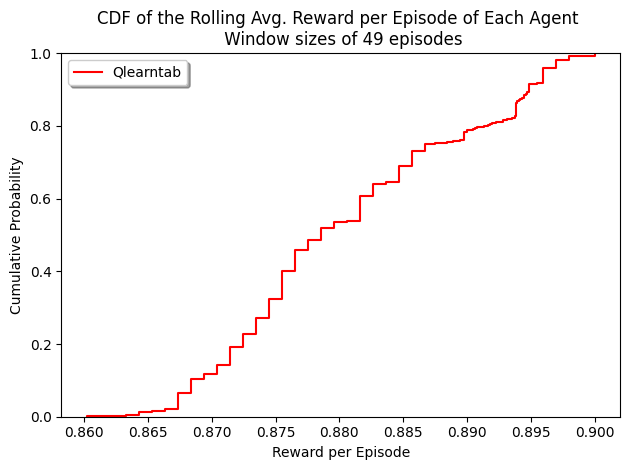 CDF of the Rolling Avg. Reward per Episode of Each Agent
Window sizes of 49 episodes
Qlearntab
Cumulative Probability
1.0
0.8
0.6
0.4
0.2
0.0
0.860 0.865 0.870 0.875 0.880 0.885 0.890 0.895 0.900
Reward per Episode